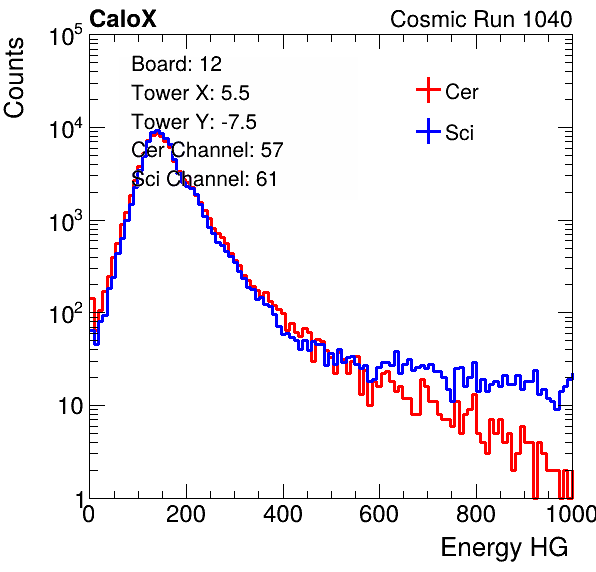 CaloX Cosmic Run 1040
Counts
10^5
10^4
10^3
10^2
10
1
Board: 12
Tower X: 5.5
Tower Y: -7.5
Cer Channel: 57
Sci Channel: 61
Cer
Sci
0 200 400 600 800 1000
Energy HG